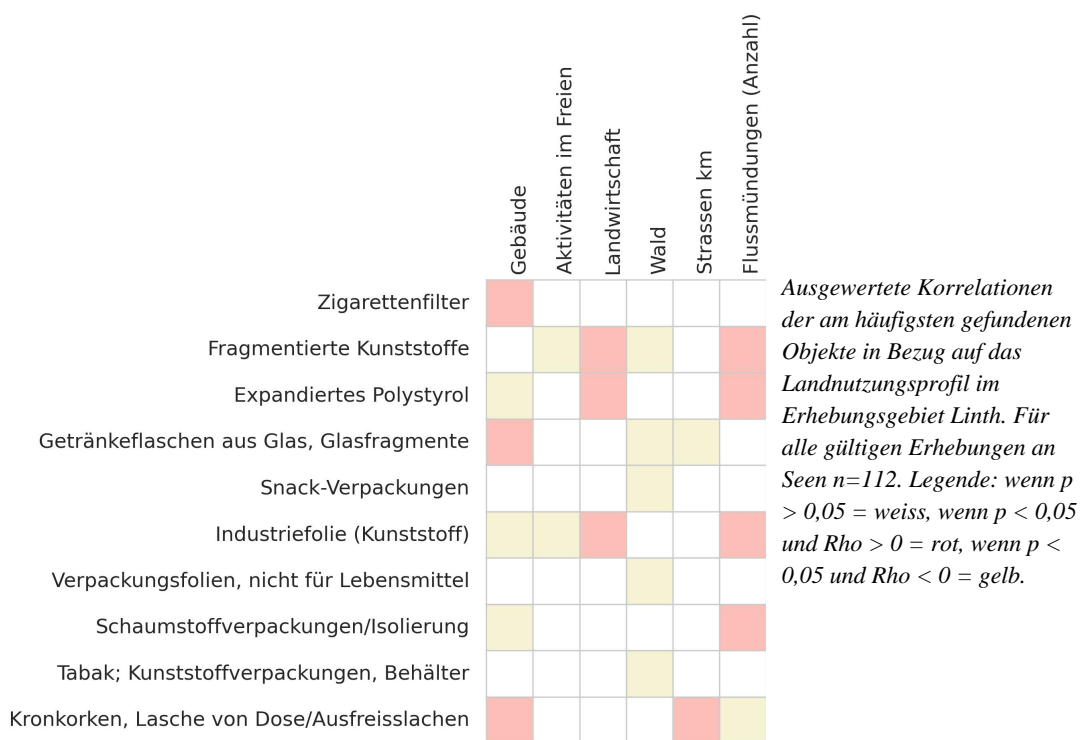 Gebäude
Aktivitäten im Freien
Landwirtschaft
Wald
Strassen km
Flussmündungen (Anzahl)
Zigarettenfilter
Fragmentierte Kunststoffe
Expandiertes Polystyrol
Getränkeflaschen aus Glas, Glasfragmente
Snack-Verpackungen
Industriefolie (Kunststoff)
Verpackungsfolien, nicht für Lebensmittel
Schaumstoffverpackungen/Isolierung
Tabak; Kunststoffverpackungen, Behälter
Kronkorken, Lasche von Dose/Ausfreisslachen
Ausgewertete Korrelationen
der am häufigsten gefundenen
Objekte in Bezug auf das
Landnutzungsprofil im
Erhebungsgebiet Linth. Für
alle gültigen Erhebungen an
Seen n=112. Legende: wenn p
> 0,05 = weiss, wenn p < 0,05
und Rho > 0 = rot, wenn p <
0,05 und Rho < 0 = gelb.